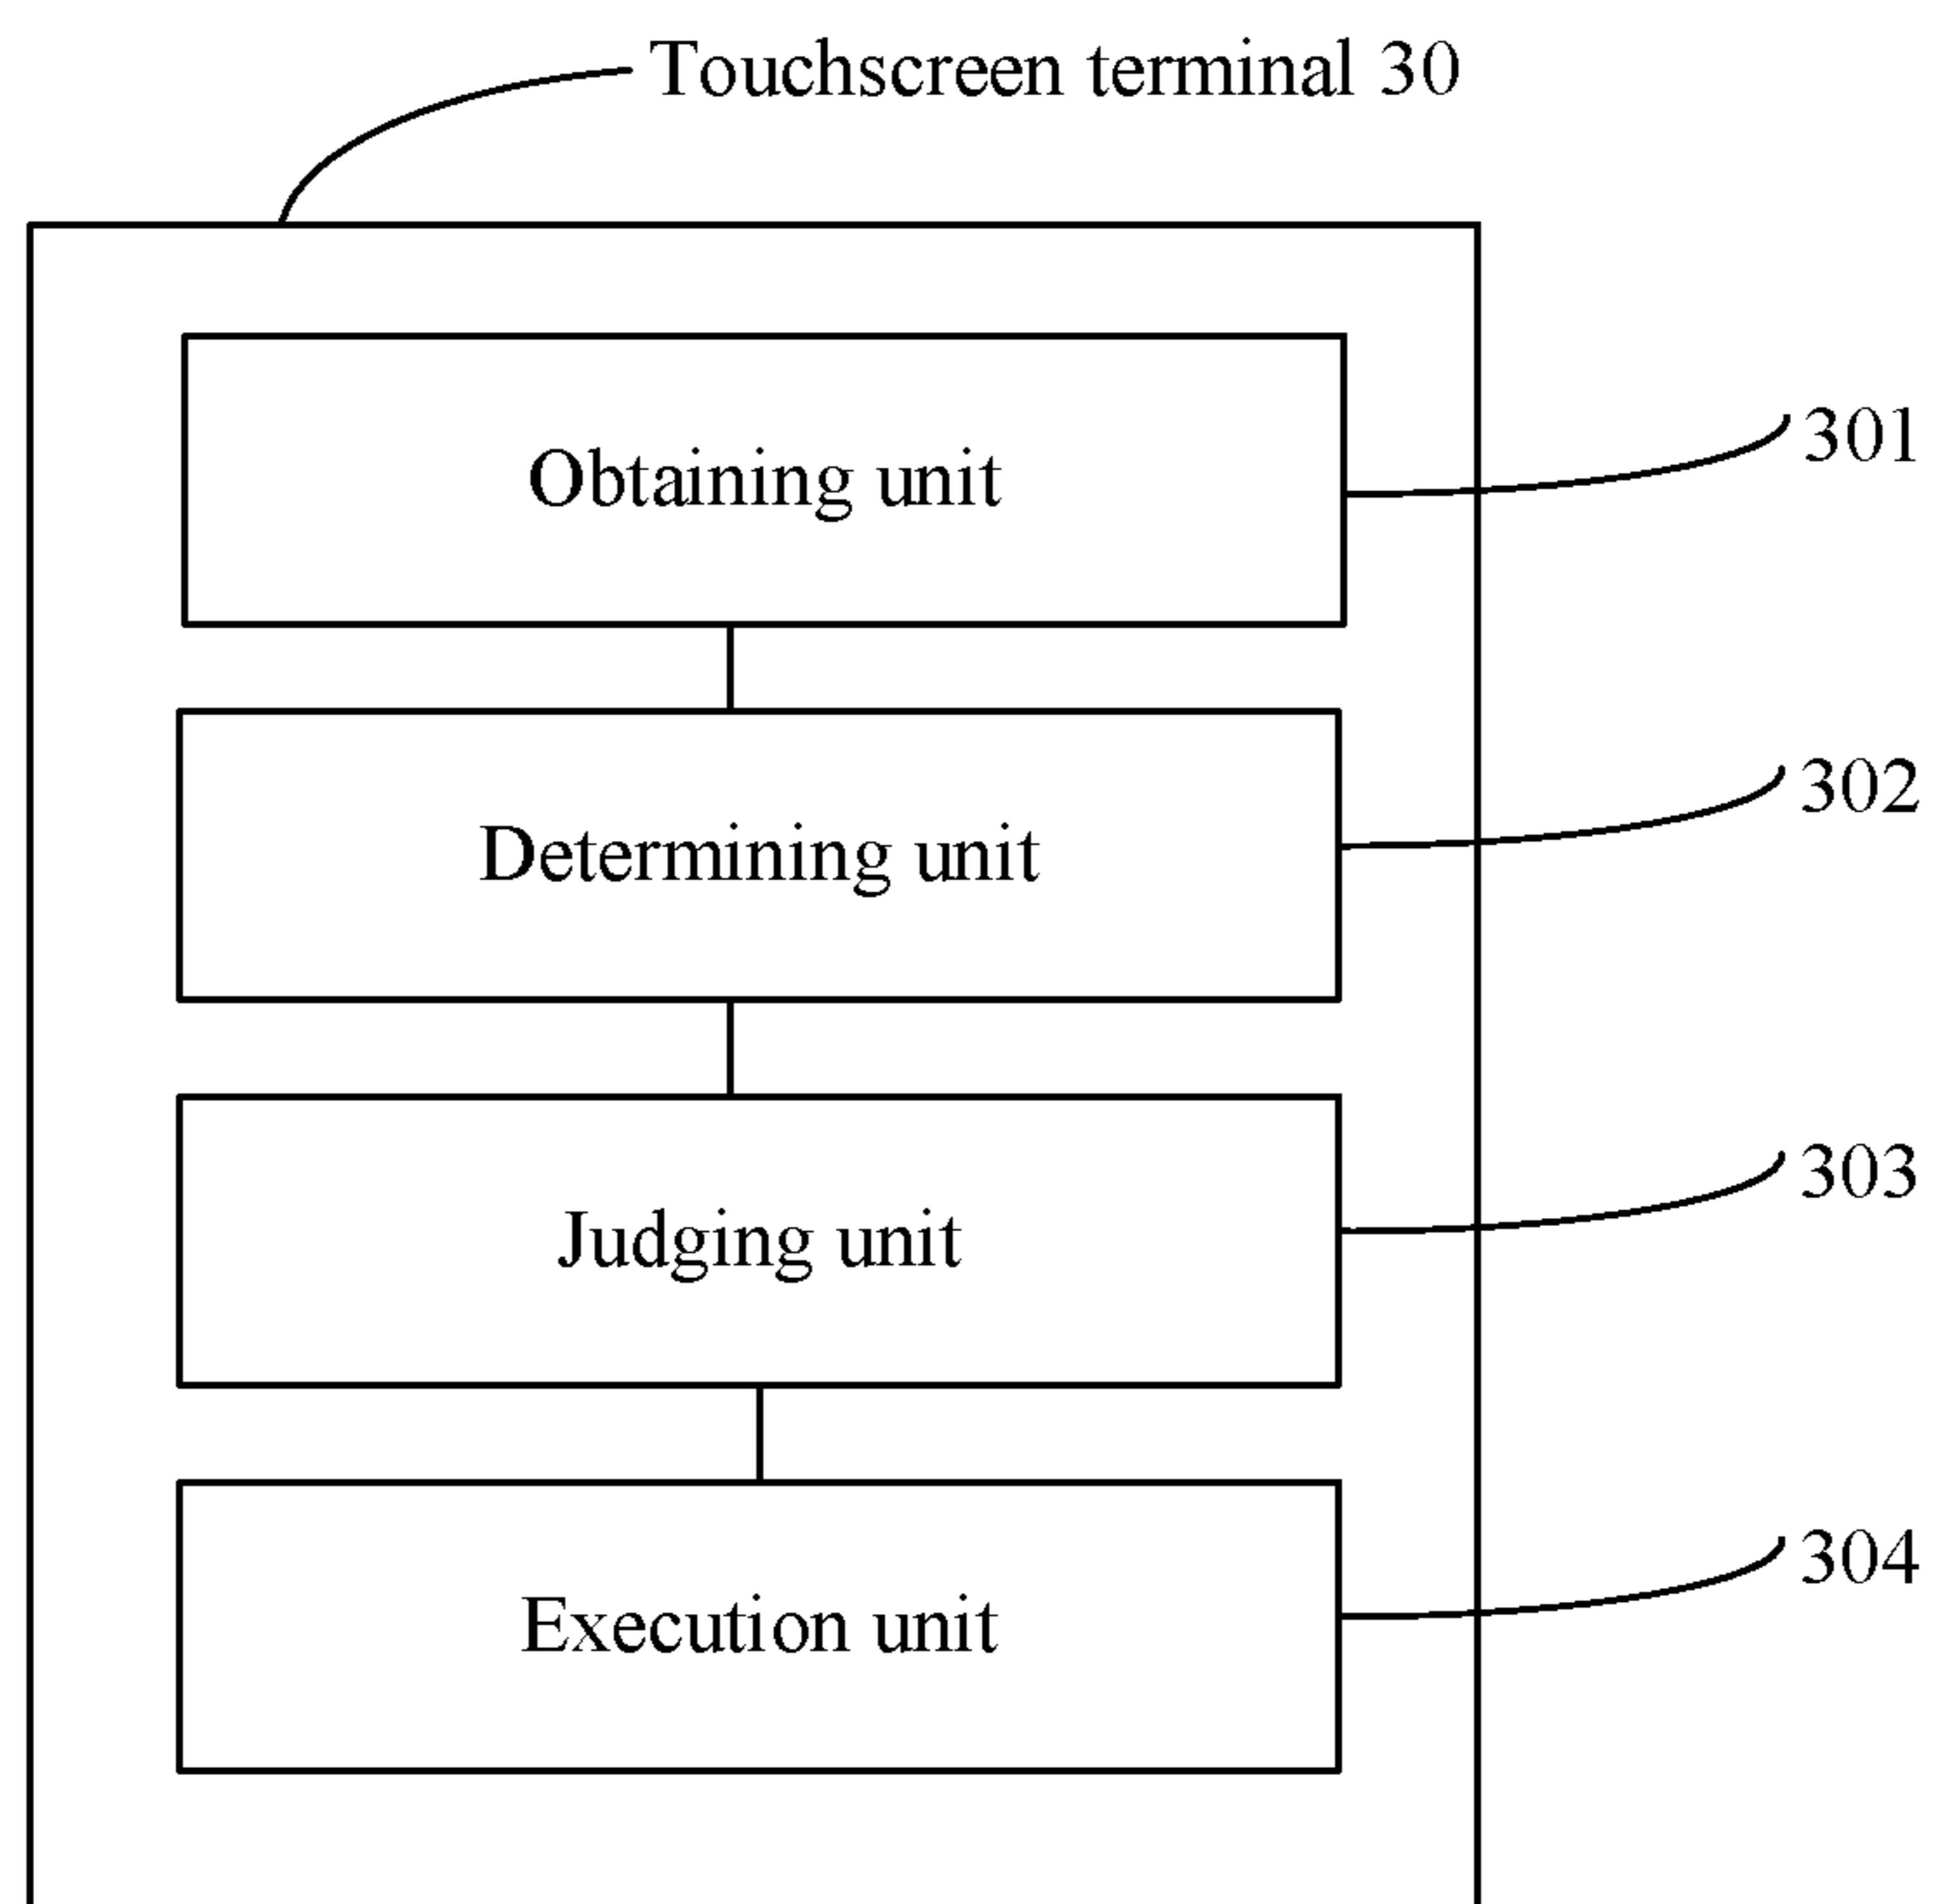 Touchscreen terminal 30
Obtaining unit
301
Determining unit
302
Judging unit
303
Execution unit
304